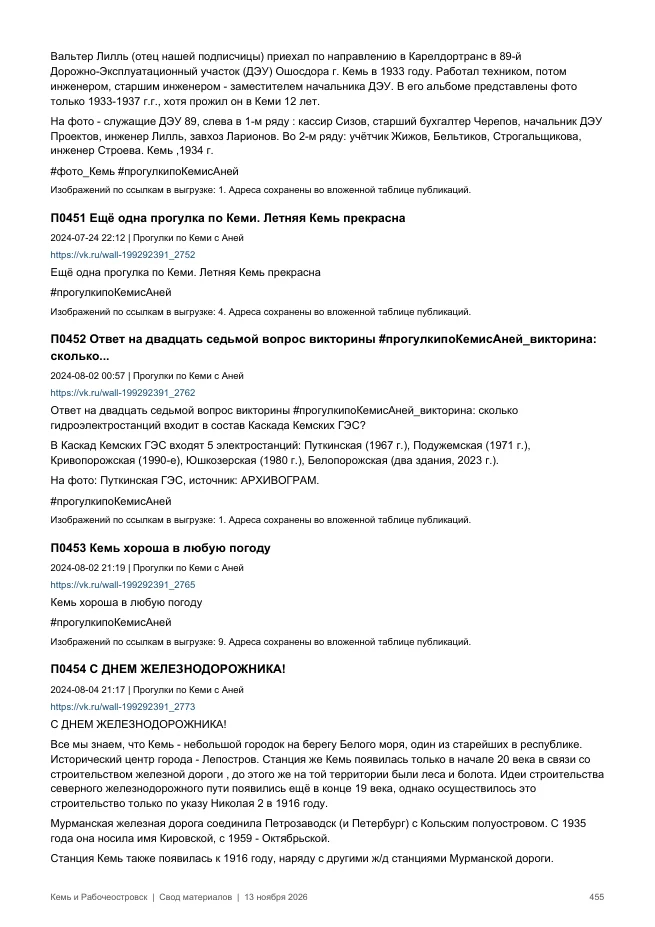 Вальтер Лилль (отец нашей подписчицы) приехал по направлению в Карелдортранс в 89-й
Дорожно-Эксплуатационный участок (ДЭУ) Ошосдора г. Кемь в 1933 году. Работал техником, потом
инженером, старшим инженером - заместителем начальника ДЭУ. В его альбоме представлены фото
только 1933-1937 г.г., хотя прожил он в Кеми 12 лет.
На фото - служащие ДЭУ 89, слева в 1-м ряду : кассир Сизов, старший бухгалтер Черепов, начальник ДЭУ
Проектов, инженер Лилль, завхоз Ларионов. Во 2-м ряду: учётчик Жижов, Бельтиков, Строгальщикова,
инженер Строева. Кемь ,1934 г.
#фото_Кемь #прогулкипоКемисАней
Изображений по ссылкам в выгрузке: 1. Адреса сохранены во вложенной таблице публикаций.
П0451 Ещё одна прогулка по Кеми. Летняя Кемь прекрасна
2024-07-24 22:12 | Прогулки по Кеми с Аней
https://vk.ru/wall-199292391_2752
Ещё одна прогулка по Кеми. Летняя Кемь прекрасна
#прогулкипоКемисАней
Изображений по ссылкам в выгрузке: 4. Адреса сохранены во вложенной таблице публикаций.
П0452 Ответ на двадцать седьмой вопрос викторины #прогулкипоКемисАней_викторина:
сколько...
2024-08-02 00:57 | Прогулки по Кеми с Аней
https://vk.ru/wall-199292391_2762
Ответ на двадцать седьмой вопрос викторины #прогулкипоКемисАней_викторина: сколько
гидроэлектростанций входит в состав Каскада Кемских ГЭС?
В Каскад Кемских ГЭС входят 5 электростанций: Путкинская (1967 г.), Подужемская (1971 г.),
Кривопорожская (1990-е), Юшкозерская (1980 г.), Белопорожская (два здания, 2023 г.).
На фото: Путкинская ГЭС, источник: АРХИВОГРАМ.
#прогулкипоКемисАней
Изображений по ссылкам в выгрузке: 1. Адреса сохранены во вложенной таблице публикаций.
П0453 Кемь хороша в любую погоду
2024-08-02 21:19 | Прогулки по Кеми с Аней
https://vk.ru/wall-199292391_2765
Кемь хороша в любую погоду
#прогулкипоКемисАней
Изображений по ссылкам в выгрузке: 9. Адреса сохранены во вложенной таблице публикаций.
П0454 С ДНЕМ ЖЕЛЕЗНОДОРОЖНИКА!
2024-08-04 21:17 | Прогулки по Кеми с Аней
https://vk.ru/wall-199292391_2773
С ДНЕМ ЖЕЛЕЗНОДОРОЖНИКА!
Все мы знаем, что Кемь - небольшой городок на берегу Белого моря, один из старейших в республике.
Исторический центр города - Лепостров. Станция же Кемь появилась только в начале 20 века в связи со
строительством железной дороги , до этого же на той территории были леса и болота. Идеи строительства
северного железнодорожного пути появились ещё в конце 19 века, однако осуществилось это
строительство только по указу Николая 2 в 1916 году.
Мурманская железная дорога соединила Петрозаводск (и Петербург) с Кольским полуостровом. С 1935
года она носила имя Кировской, с 1959 - Октябрьской.
Станция Кемь также появилась к 1916 году, наряду с другими ж/д станциями Мурманской дороги.
Кемь и Рабочеостровск | Свод материалов | 13 ноября 2026
455